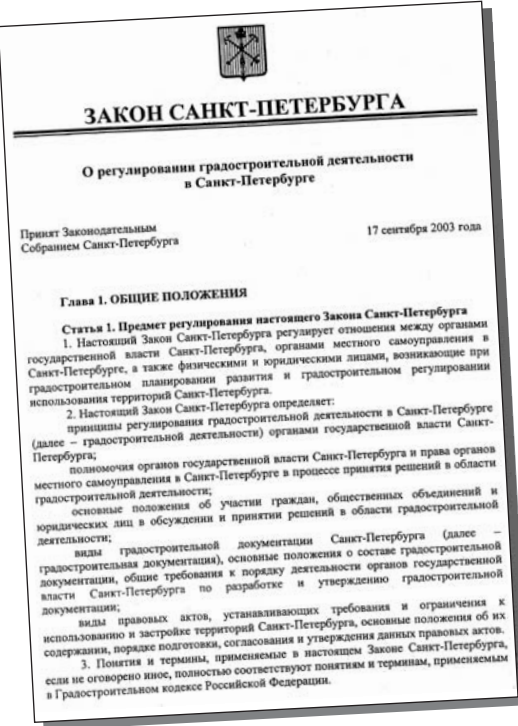 ЗАКОН САНКТ-ПЕТЕРБУРГА
О регулировании градостроительной деятельности
в Санкт-Петербурге
Принят Законодательным
Собранием Санкт-Петербурга
17 сентября 2003 года
Глава 1. ОБЩИЕ ПОЛОЖЕНИЯ
Статья 1. Предмет регулирования настоящего Закона Санкт-Петербурга
1. Настоящий Закон Санкт-Петербурга регулирует отношения между органами
государственной власти Санкт-Петербурга, органами местного самоуправления в
Санкт-Петербурге, а также физическими и юридическими лицами, возникающие при
градостроительном планировании развития и градостроительном регулировании
использования территорий Санкт-Петербурга.
2. Настоящий Закон Санкт-Петербурга определяет:
принципы регулирования градостроительной деятельности в Санкт-Петербурге
(далее – градостроительной деятельности) органами государственной власти Санкт-
Петербурга;
полномочия органов государственной власти Санкт-Петербурга и права органов
местного самоуправления в Санкт-Петербурге в процессе принятия решений в области
градостроительной деятельности;
основные положения об участии граждан, общественных объединений и
юридических лиц в обсуждении и принятии решений в области градостроительной
деятельности;
виды градостроительной документации Санкт-Петербурга (далее –
градостроительная документация), основные положения о составе градостроительной
документации, общие требования к порядку деятельности органов государственной
власти Санкт-Петербурга по разработке и утверждению градостроительной
документации;
виды правовых актов, устанавливающих требования и ограничения к
использованию и застройке территорий Санкт-Петербурга, основные положения об их
содержании, порядке подготовки, согласования и утверждения данных правовых актов.
3. Понятия и термины, применяемые в настоящем Законе Санкт-Петербурга,
если не оговорено иное, полностью соответствуют понятиям и терминам, применяемым
в Градостроительном кодексе Российской Федерации.